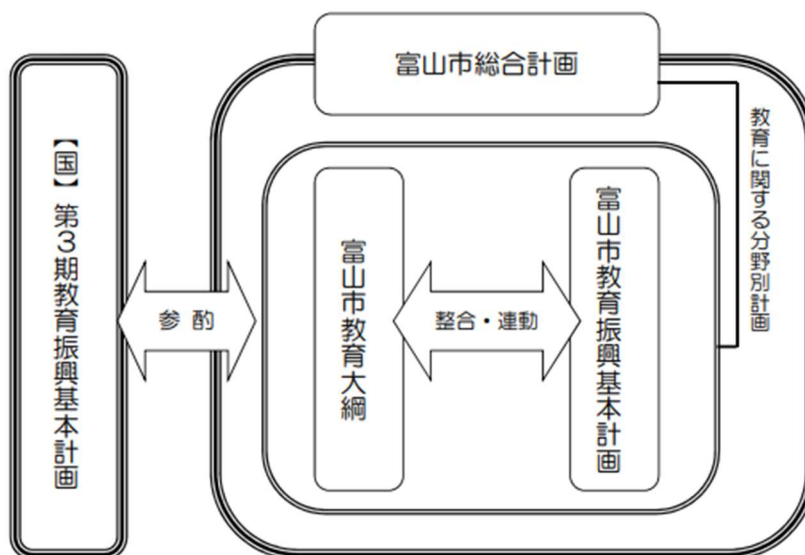 富山市総合計画
【国】第３期教育振興基本計画
参酌
富山市教育大綱
整合・連動
富山市教育振興基本計画
教育に関する分野別計画